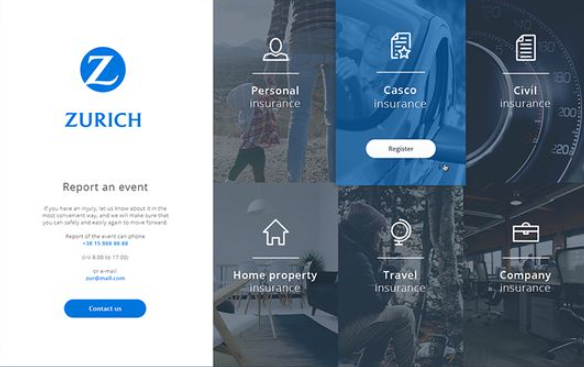 Z
ZURICH
Report an event
If you have an injury, let us know about it in the
most convenient way, and we will make sure that
you can safely and easily again to move forward.
Report of the event can phone
+38 15 888 88 88
8:00 to 17:00)
or e-mail
zur@mail.com
Contact us
Personal
insurance
Casco
insurance
Register
Civil
insurance
Home property
insurance
Travel
insurance
Company
insurance